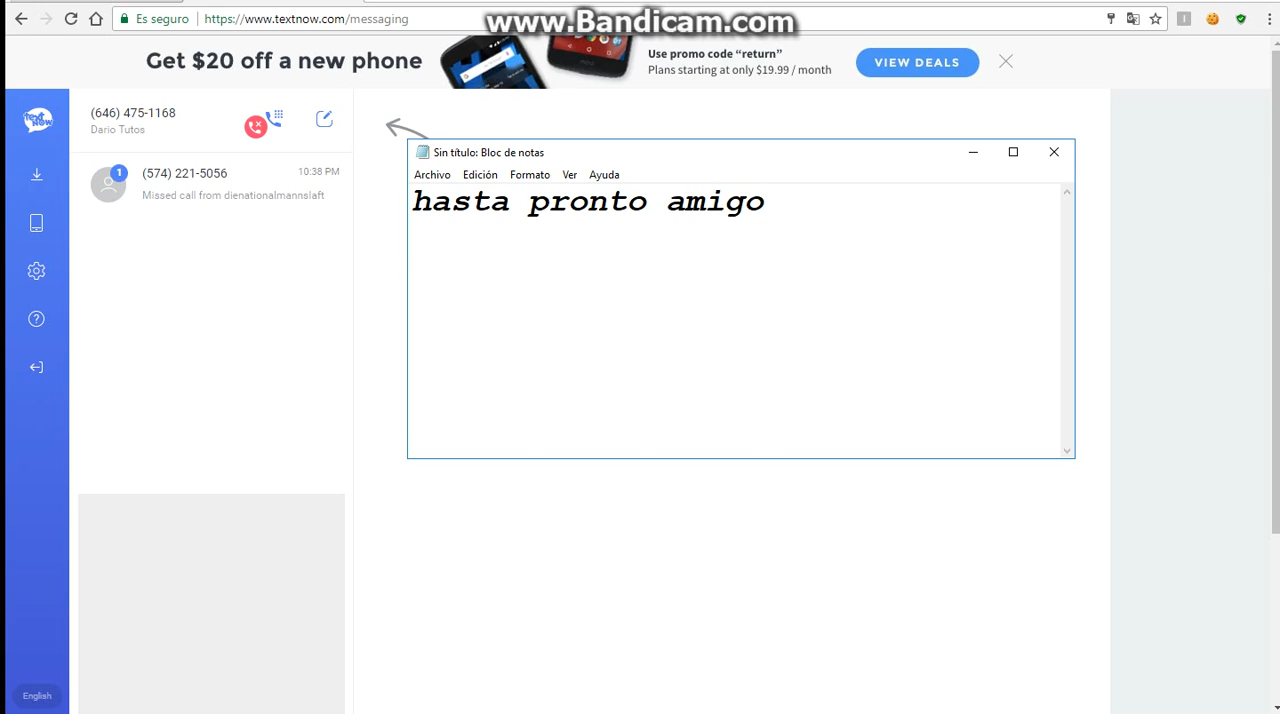 Es seguro
https://www.textnow.com/messaging
www.Bandicam.com
Get $20 off a new phone
Use promo code “return”
Plans starting at only $19.99 / month
VIEW DEALS
text now
(646) 475-1168
Dario Tutos
1
(574) 221-5056
10:38 PM
Missed call from dienationalmannslaft
Sin título: Bloc de notas
Archivo Edición Formato Ver Ayuda
hasta pronto amigo
English